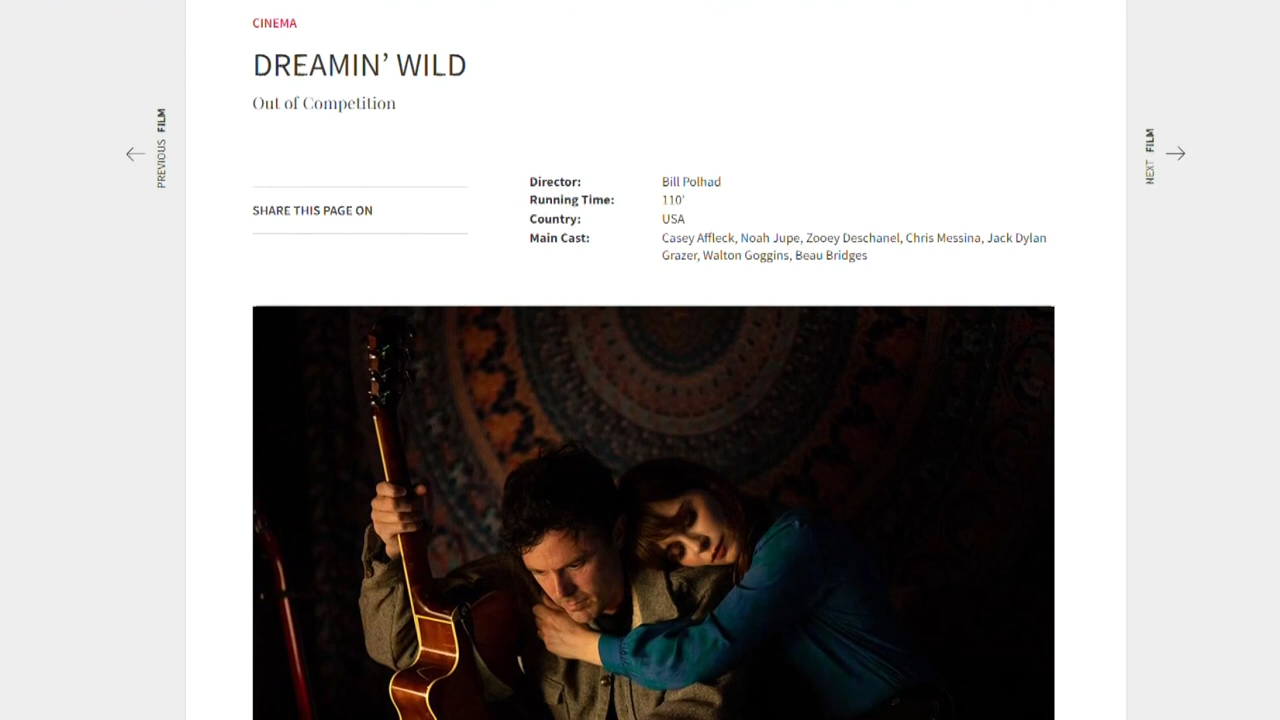 CINEMA
DREAMIN’ WILD
Out of Competition
PREVIOUS FILM
NEXT FILM
SHARE THIS PAGE ON
Director: Bill Polhad
Running Time: 110'
Country: USA
Main Cast: Casey Affleck, Noah Jupe, Zooey Deschanel, Chris Messina, Jack Dylan
Grazer, Walton Goggins, Beau Bridges